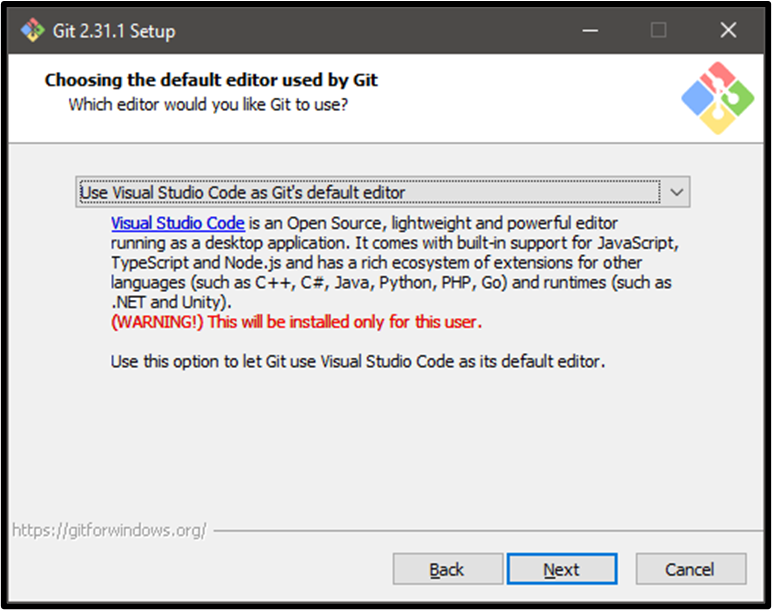 Git 2.31.1 Setup
Choosing the default editor used by Git
Which editor would you like Git to use?
Use Visual Studio Code as Git's default editor
Visual Studio Code is an Open Source, lightweight and powerful editor
running as a desktop application. It comes with built-in support for JavaScript,
TypeScript and Node.js and has a rich ecosystem of extensions for other
languages (such as C++, C#, Java, Python, PHP, Go) and runtimes (such as
.NET and Unity).
(WARNING!) This will be installed only for this user.
Use this option to let Git use Visual Studio Code as its default editor.
https://gitforwindows.org/
Back Next Cancel